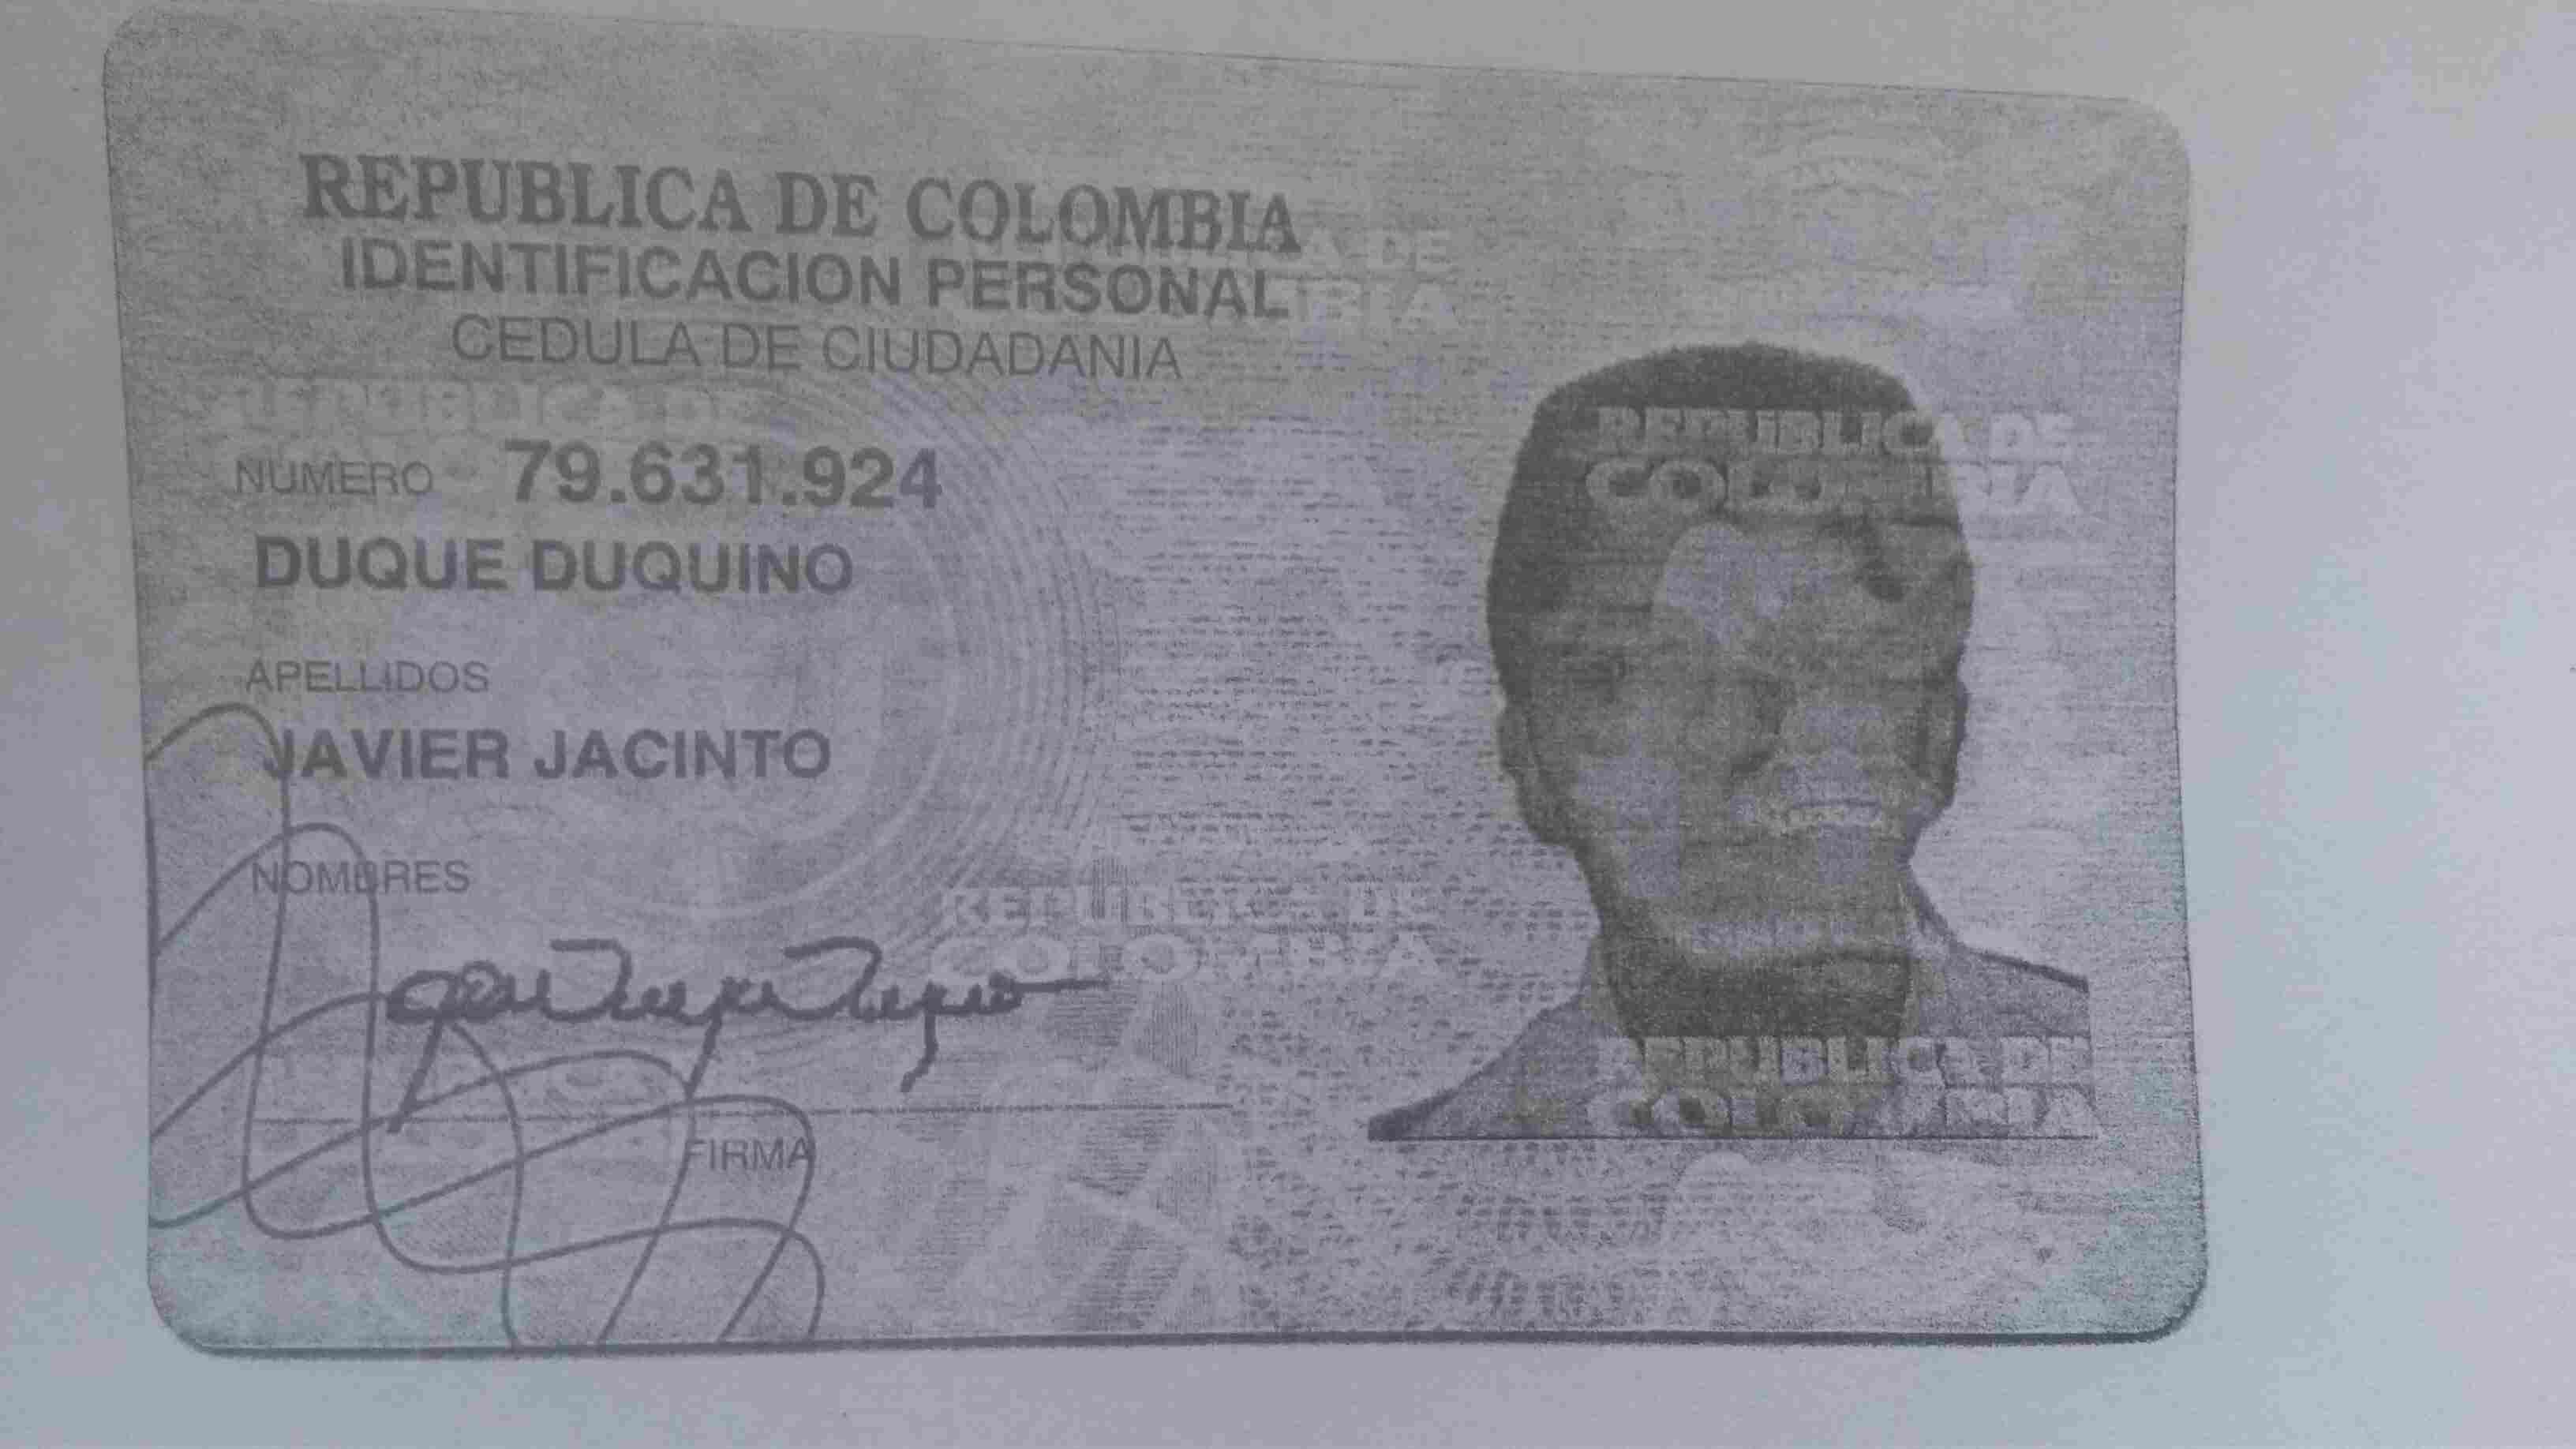 REPUBLICA DE COLOMBIA
IDENTIFICACION PERSONAL
CEDULA DE CIUDADANIA
NUMERO 79.631.924
DUQUE DUQUINO
APELLIDOS
JAVIER JACINTO
NOMBRES
FIRMA
REPUBLICA DE
COLOMBIA
REPUBLICA DE
COLOMBIA
REPUBLICA DE
COLOMBIA